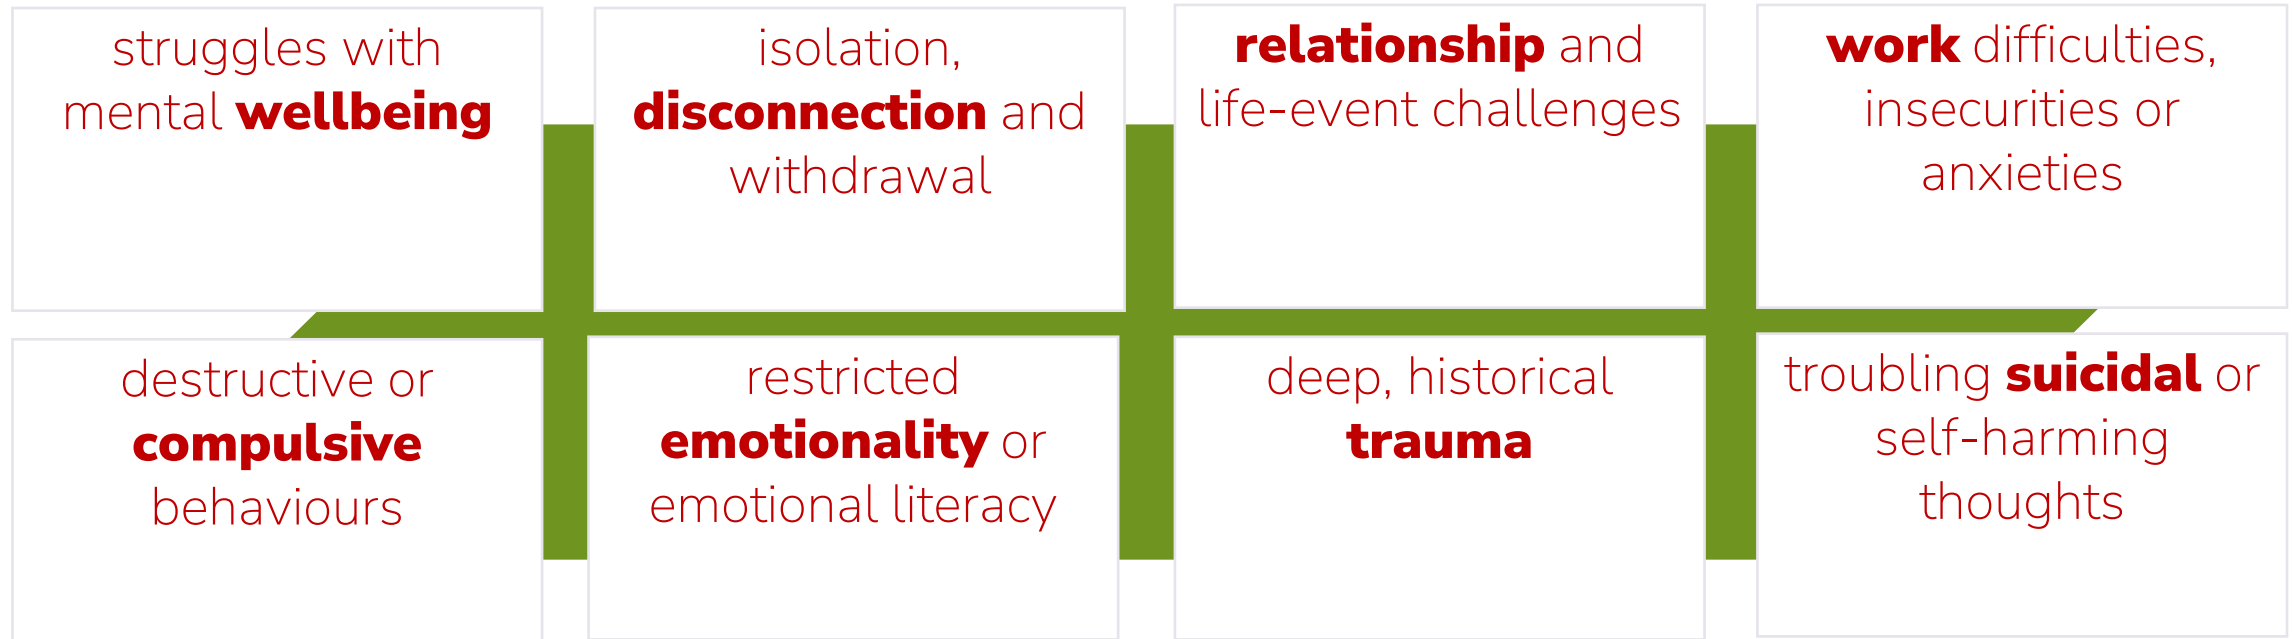 struggles with
mental wellbeing
isolation,
disconnection and
withdrawal
relationship and
life-event challenges
work difficulties,
insecurities or
anxieties
destructive or
compulsive
behaviours
restricted
emotionality or
emotional literacy
deep, historical
trauma
troubling suicidal or
self-harming
thoughts